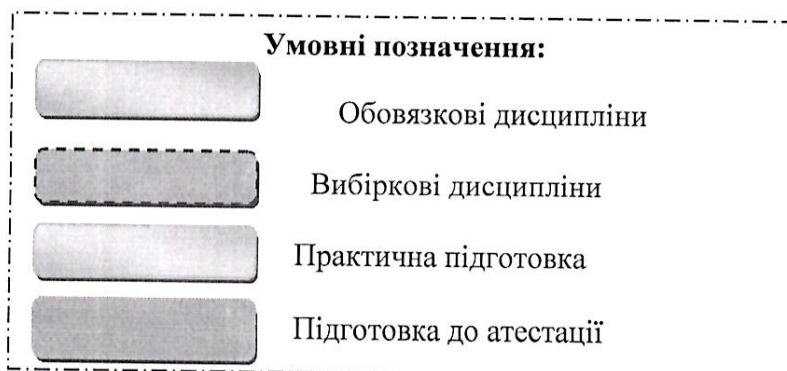 Умовні позначення:
Обовязкові дисципліни
Вибіркові дисципліни
Практична підготовка
Підготовка до атестації